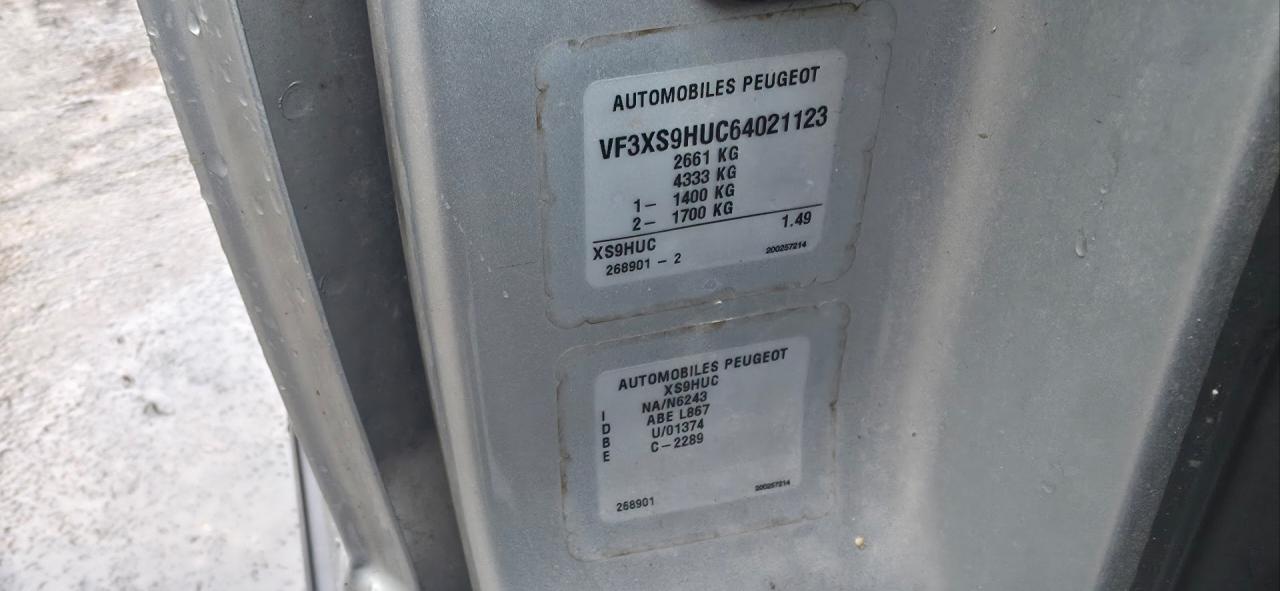 AUTOMOBILES PEUGEOT
VF3XS9HUC64021123
2661 KG
4333 KG
1- 1400 KG
2- 1700 KG
1.49
XS9HUC
268901 - 2 200257214
AUTOMOBILES PEUGEOT
XS9HUC
I NA/N6243
D ABE L867
B U/01374
E C-2289
268901 200257214